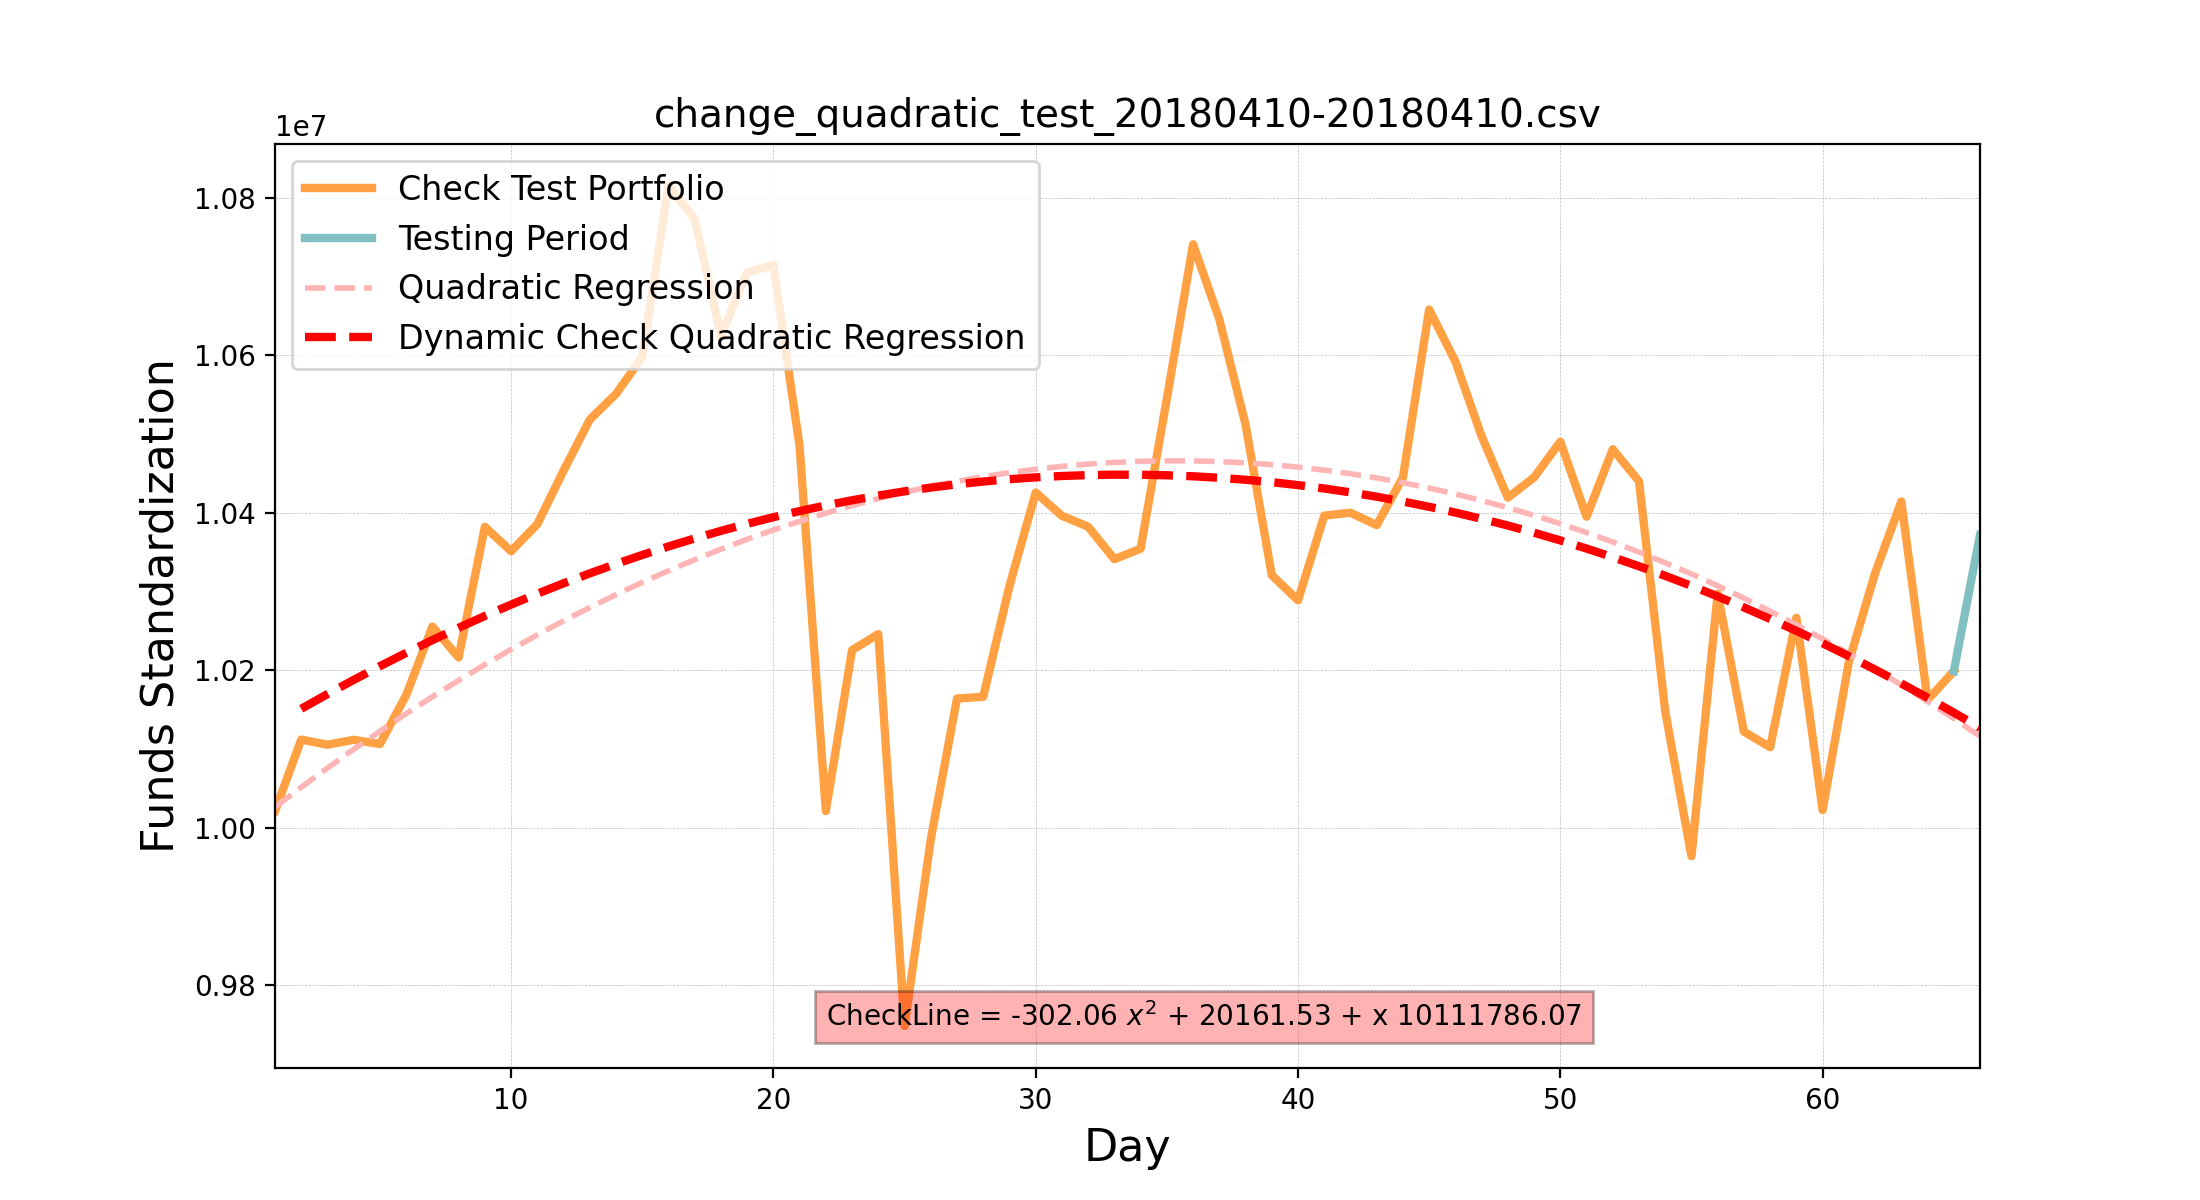 change_quadratic_test_20180410-20180410.csv
1e7
Check Test Portfolio
Testing Period
Quadratic Regression
Dynamic Check Quadratic Regression
1.08
1.06
1.04
1.02
1.00
0.98
Funds Standardization
CheckLine = -302.06 x² + 20161.53 + x 10111786.07
10 20 30 40 50 60
Day